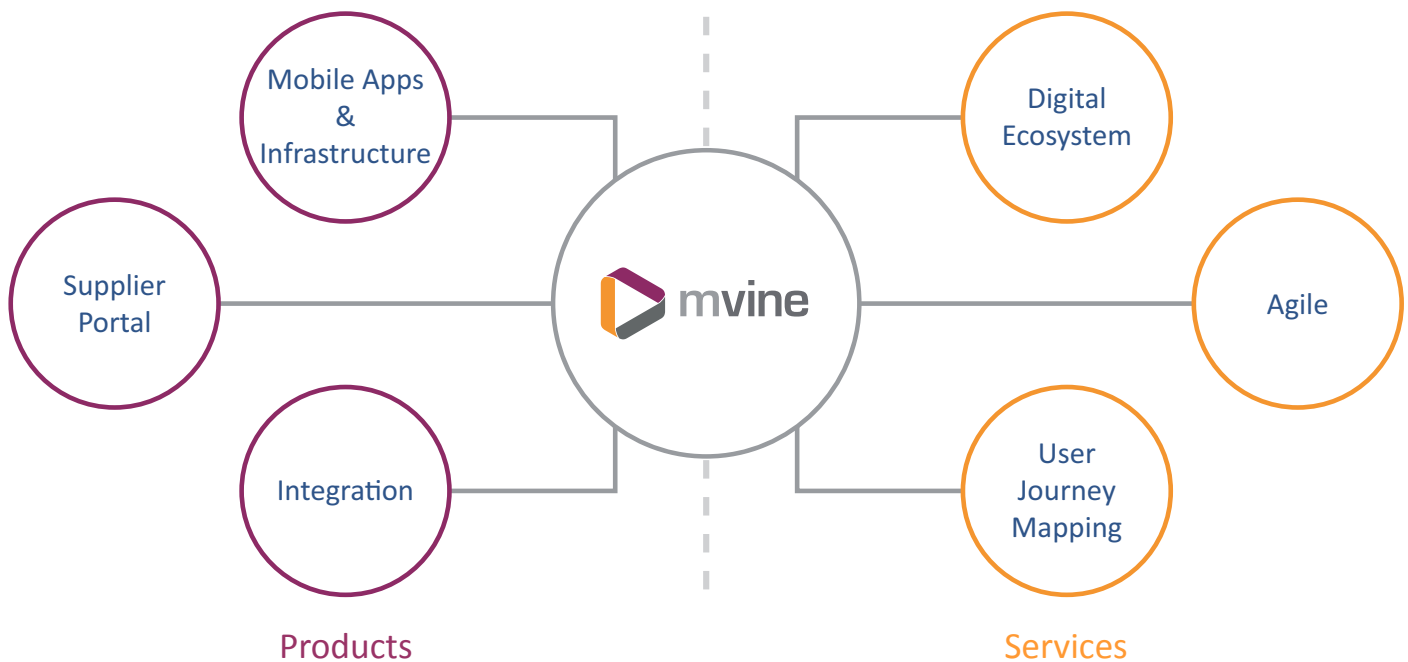 Mobile Apps
&
Infrastructure
Supplier
Portal
Integration
mvine
Digital
Ecosystem
Agile
User
Journey
Mapping
Products
Services